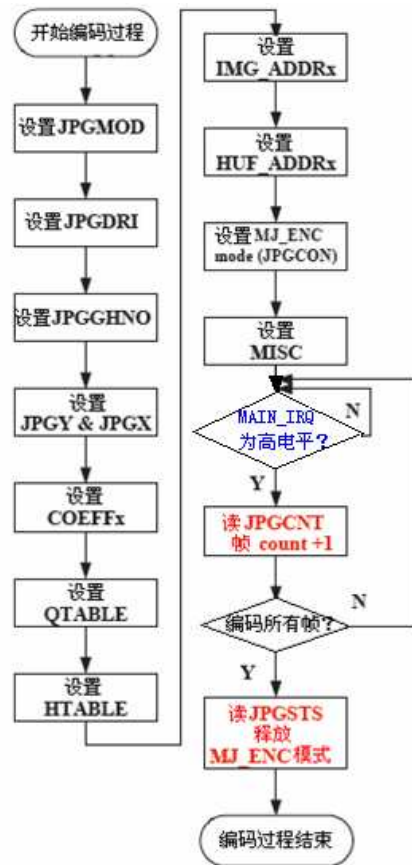 开始编码过程
设置JPGMOD
设置JPGDRI
设置JPGGHNO
设置
JPGY & JPGX
设置
COEFFx
设置
QTABLE
设置
HTABLE
设置
IMG_ADDRx
设置
HUF_ADDRx
设置MJ_ENC
mode (JPGCON)
设置
MISC
MAIN_IRQ
为高电平?
N
Y
读JPGCNT
帧 count +1
编码所有帧?
N
Y
读JPGSTS
释放
MJ_ENC模式
编码过程结束